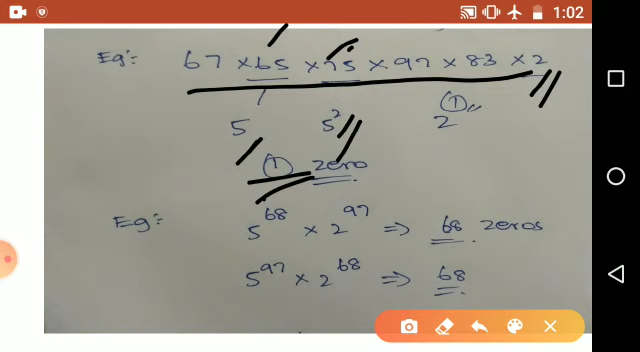 1:02
Eg:- 67 × 65 × 75 × 97 × 83 × 2
5 5² 2①
① zero
Eg:- 5^68 × 2^97 => 68 zeros
5^97 × 2^68 => 68